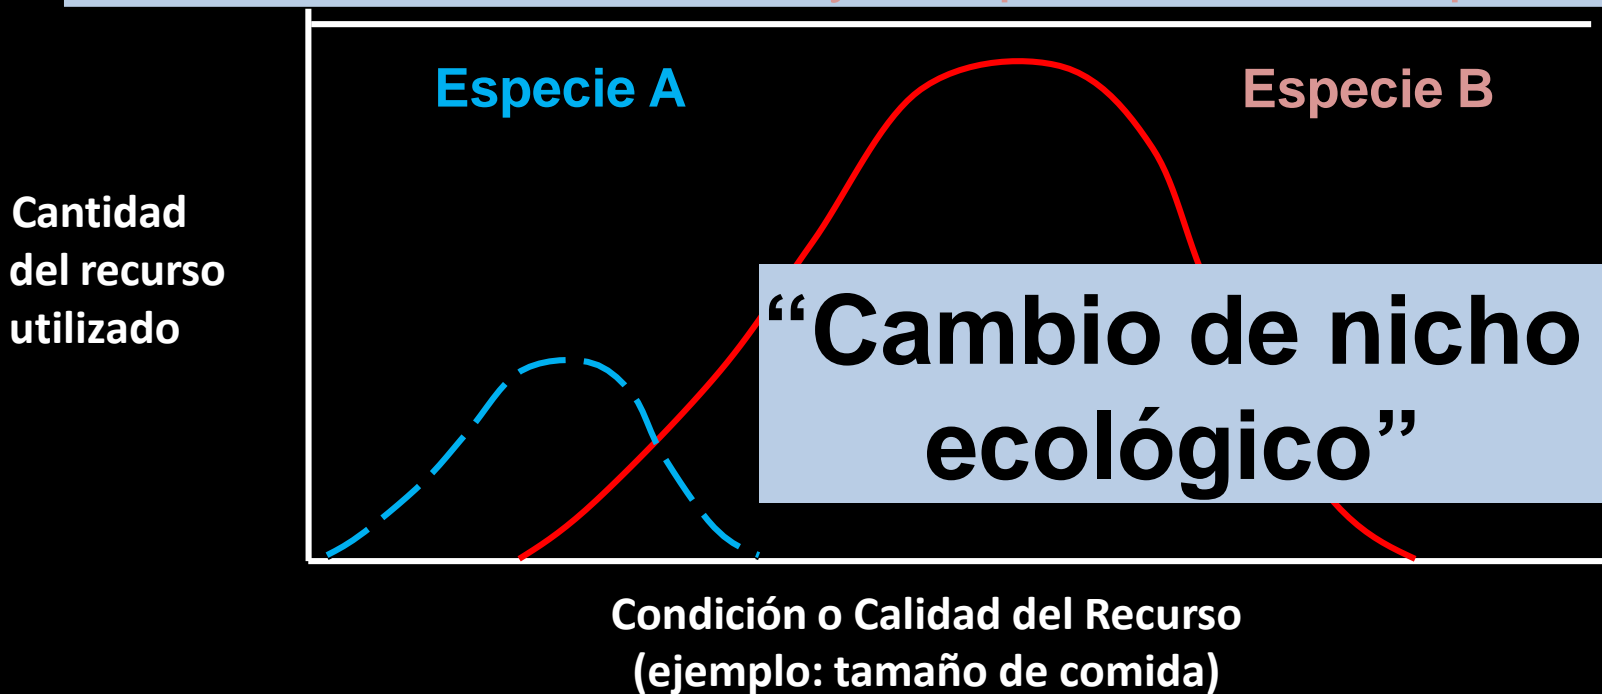 Especie A
Especie B
Cantidad
del recurso
utilizado
“Cambio de nicho
ecológico”
Condición o Calidad del Recurso
(ejemplo: tamaño de comida)